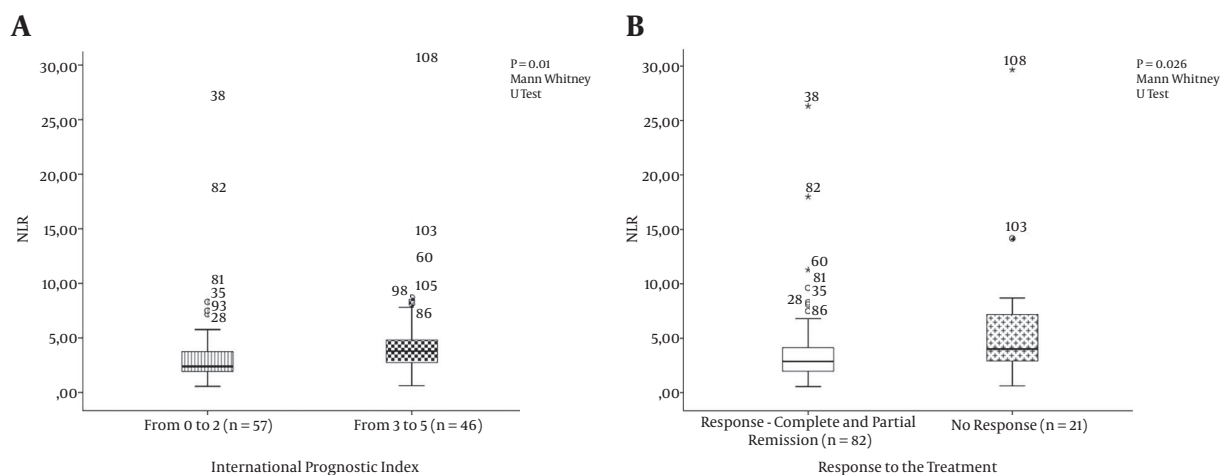 A
30,00
25,00
20,00
15,00
10,00
5,00
,00
NLR
38
82
81
35
93
28
108
103
60
98
105
86
P = 0.01
Mann Whitney
U Test
From 0 to 2 (n = 57)
From 3 to 5 (n = 46)
International Prognostic Index
B
30,00
25,00
20,00
15,00
10,00
5,00
,00
NLR
38
82
60
81
35
28
86
108
103
P = 0.026
Mann Whitney
U Test
Response - Complete and Partial
Remission (n = 82)
No Response (n = 21)
Response to the Treatment